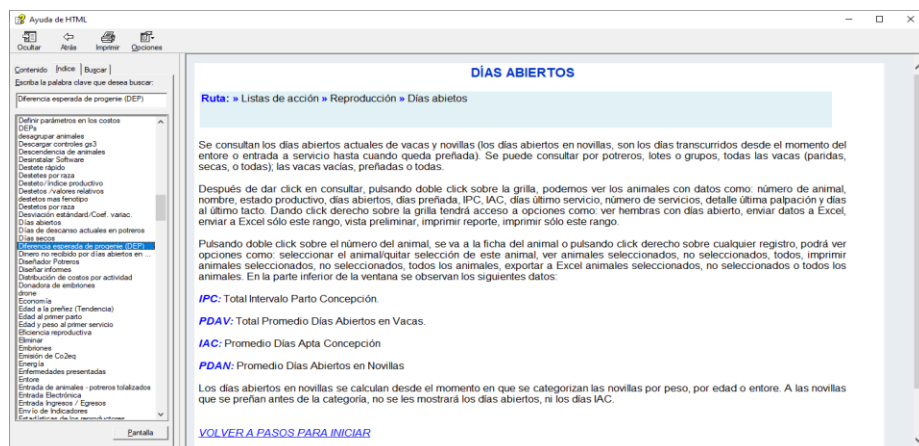 Ayuda de HTML
Ocultar Atrás Imprimir Opciones
Contenido Índice Buscar
Escriba la palabra clave que desea buscar:
Diferencia esperada de progenie (DEP)
Definir parámetros en los costos
DEPs
desagrupar animales
Descargar controles gs3
Descendencia de animales
Desinstalar Software
Destete rápido
Destetes por raza
Desteto/índice productivo
Destetos /valores relativos
destetos mas fenotipo
Destetos por raza
Desviación estándard/Coef. variac.
Días abiertos
Días de descanso actuales en potreros
Días secos
Diferencia esperada de progenie (DEP)
Dinero no recibido por días abiertos en ...
Diseñador Potreros
Diseñar informes
Distribución de costos por actividad
Donadora de embriones
drone
Economía
Edad a la preñez (Tendencia)
Edad al primer parto
Edad y peso al primer servicio
Eficiencia reproductiva
Eliminar
Embriones
Emisión de Co2eq
Energía
Enfermedades presentadas
Entore
Entrada de animales - potreros totalizados
Entrada Electrónica
Entrada Ingresos / Egresos
Envío de Indicadores
Estadísticas de los reproductores
Pantalla
DÍAS ABIERTOS
Ruta: » Listas de acción » Reproducción » Días abietos
Se consultan los días abiertos actuales de vacas y novillas (los días abiertos en novillas, son los días transcurridos desde el momento del
entore o entrada a servicio hasta cuando queda preñada). Se puede consultar por potreros, lotes o grupos, todas las vacas (paridas,
secas, o todas); las vacas vacías, preñadas o todas.
Después de dar click en consultar, pulsando doble click sobre la grilla, podemos ver los animales con datos como: número de animal,
nombre, estado productivo, días abiertos, días preñada, IPC, IAC, días último servicio, número de servicios, detalle última palpación y días
al último tacto. Dando click derecho sobre la grilla tendrá acceso a opciones como: ver hembras con días abierto, enviar datos a Excel,
enviar a Excel sólo este rango, vista preliminar, imprimir reporte, imprimir sólo este rango.
Pulsando doble click sobre el número del animal, se va a la ficha del animal o pulsando click derecho sobre cualquier registro, podrá ver
opciones como: seleccionar el animal/quitar selección de este animal, ver animales seleccionados, no seleccionados, todos, imprimir
animales seleccionados, no seleccionados, todos los animales, exportar a Excel animales seleccionados, no seleccionados o todos los
animales. En la parte inferior de la ventana se observan los siguientes datos:
IPC: Total Intervalo Parto Concepción.
PDAV: Total Promedio Días Abiertos en Vacas.
IAC: Promedio Días Apta Concepción
PDAN: Promedio Días Abiertos en Novillas
Los días abiertos en novillas se calculan desde el momento en que se categorizan las novillas por peso, por edad o entore. A las novillas
que se preñan antes de la categoría, no se les mostrará los días abiertos, ni los días IAC.
VOLVER A PASOS PARA INICIAR